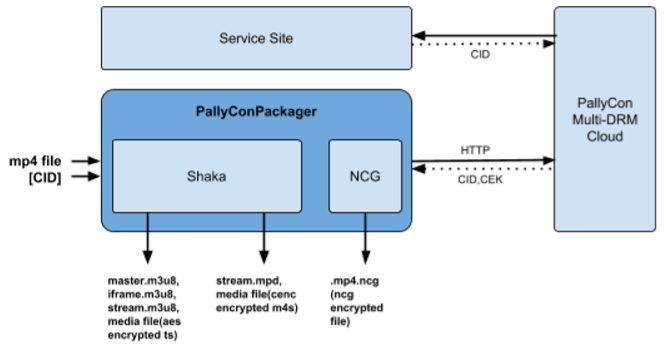 Service Site
CID
PallyCon
Multi-DRM
Cloud
PallyConPackager
mp4 file
[CID]
Shaka
NCG
HTTP
CID,CEK
master.m3u8,
iframe.m3u8,
stream.m3u8,
media file(aes
encrypted ts)
stream.mpd,
media file(cenc
encrypted m4s)
.mp4.ncg
(ncg
encrypted
file)